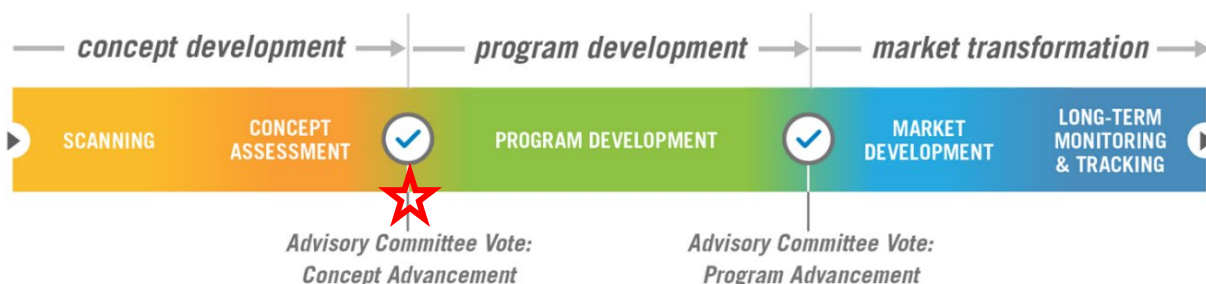 concept development
program development
market transformation
SCANNING
CONCEPT
ASSESSMENT
PROGRAM DEVELOPMENT
MARKET
DEVELOPMENT
LONG-TERM
MONITORING
& TRACKING
Advisory Committee Vote:
Concept Advancement
Advisory Committee Vote:
Program Advancement